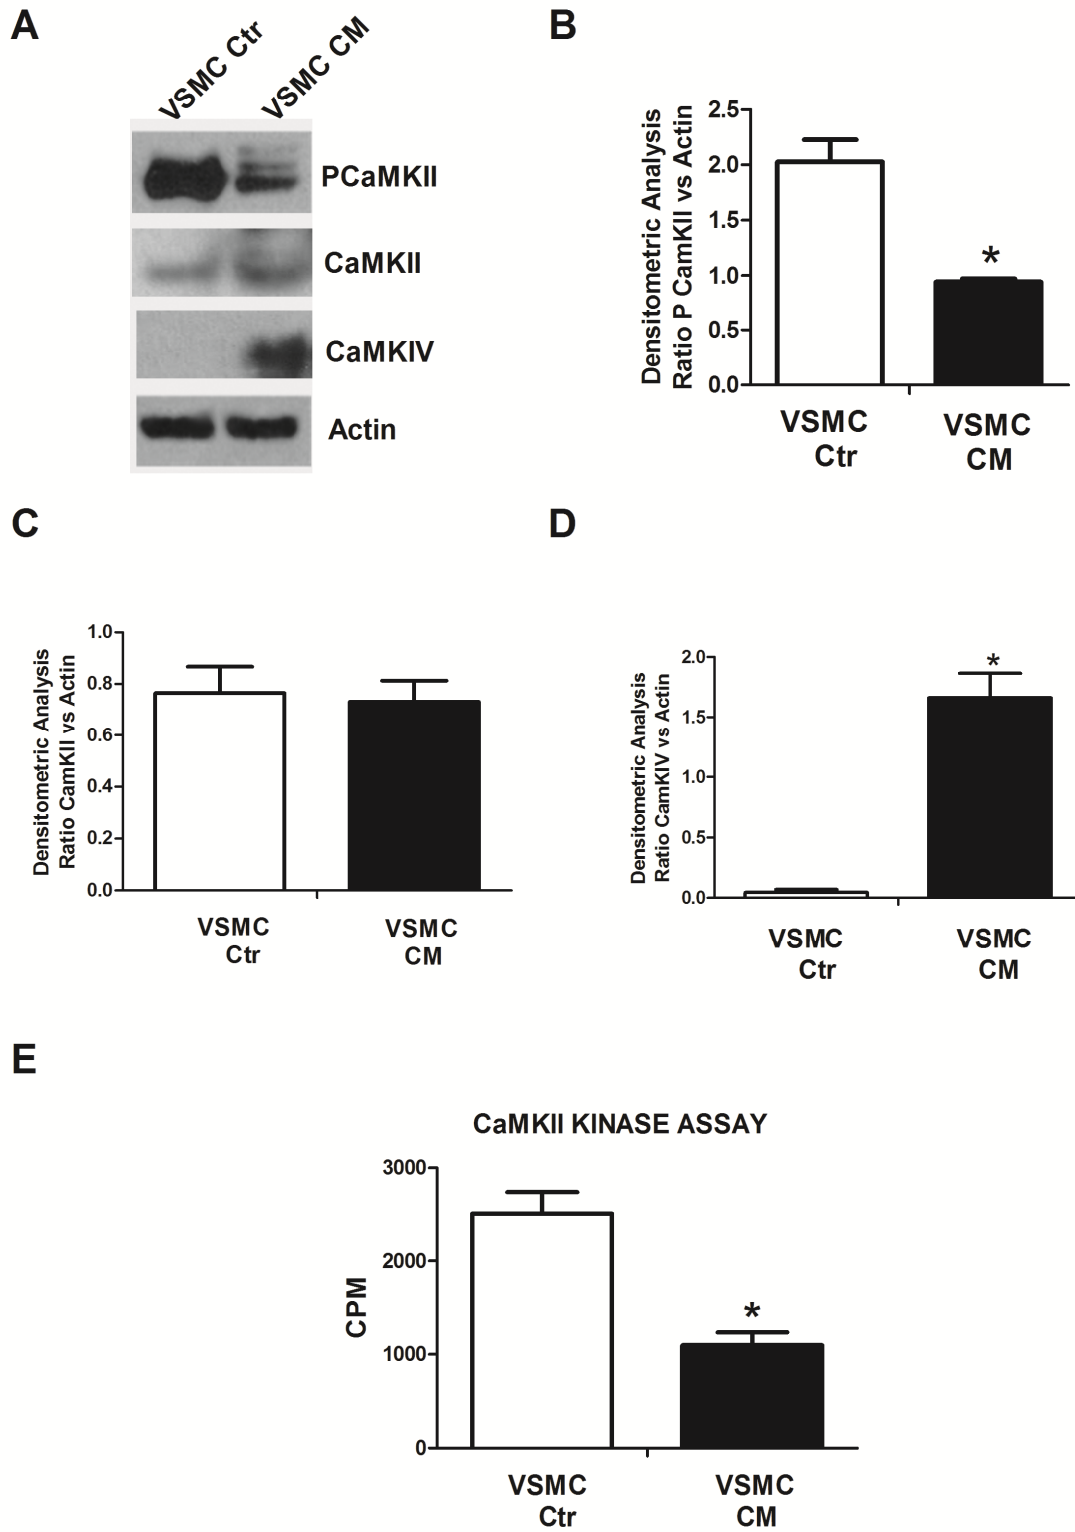 A
VSMC Ctr
VSMC CM
PCaMKII
CaMKII
CaMKIV
Actin
B
Densitometric Analysis
Ratio P CamKII vs Actin
2.5
2.0
1.5
1.0
0.5
0.0
*
VSMC
Ctr
VSMC
CM
C
Densitometric Analysis
Ratio CamKII vs Actin
1.0
0.8
0.6
0.4
0.2
0.0
VSMC
Ctr
VSMC
CM
D
Densitometric Analysis
Ratio CamKIV vs Actin
2.0
1.5
1.0
0.5
0.0
*
VSMC
Ctr
VSMC
CM
E
CaMKII KINASE ASSAY
CPM
3000
2000
1000
0
*
VSMC
Ctr
VSMC
CM